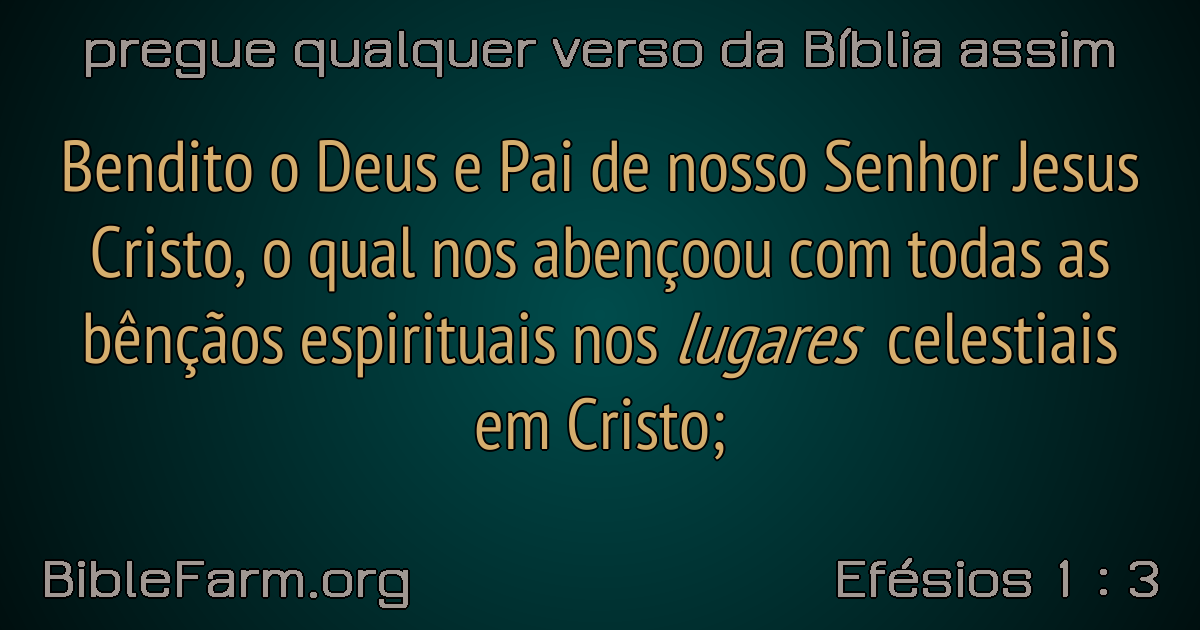 pregue qualquer verso da Bíblia assim
Bendito o Deus e Pai de nosso Senhor Jesus
Cristo, o qual nos abençoou com todas as
bênçãos espirituais nos lugares celestiais
em Cristo;
BibleFarm.org
Efésios 1 : 3